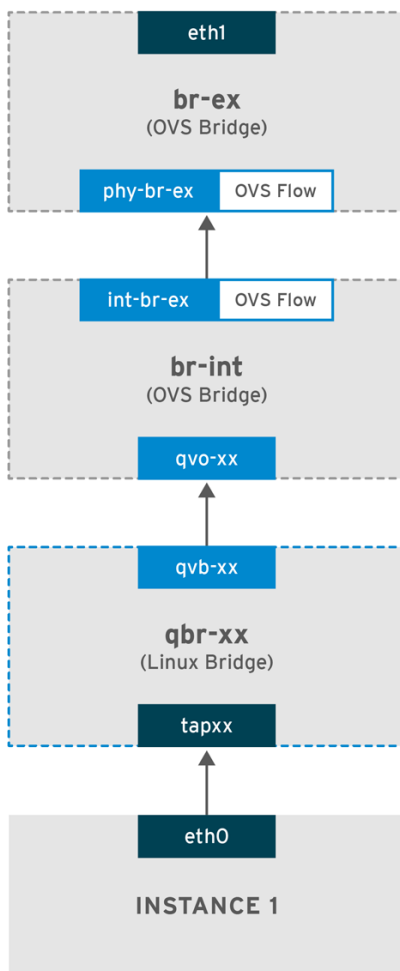 eth1
br-ex
(OVS Bridge)
phy-br-ex OVS Flow
int-br-ex OVS Flow
br-int
(OVS Bridge)
qvo-xx
qvb-xx
qbr-xx
(Linux Bridge)
tapxx
eth0
INSTANCE 1